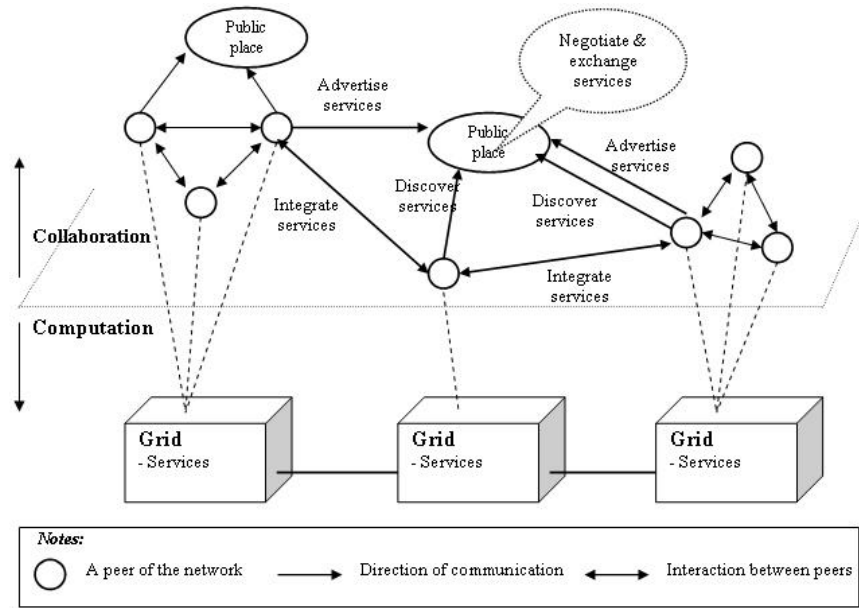 Public
place
Negotiate &
exchange
services
Advertise
services
Public
place
Advertise
services
Discover
services
Discover
services
Integrate
services
Collaboration
Integrate
services
Computation
Grid
- Services
Grid
- Services
Grid
- Services
Notes:
A peer of the network
Direction of communication
Interaction between peers